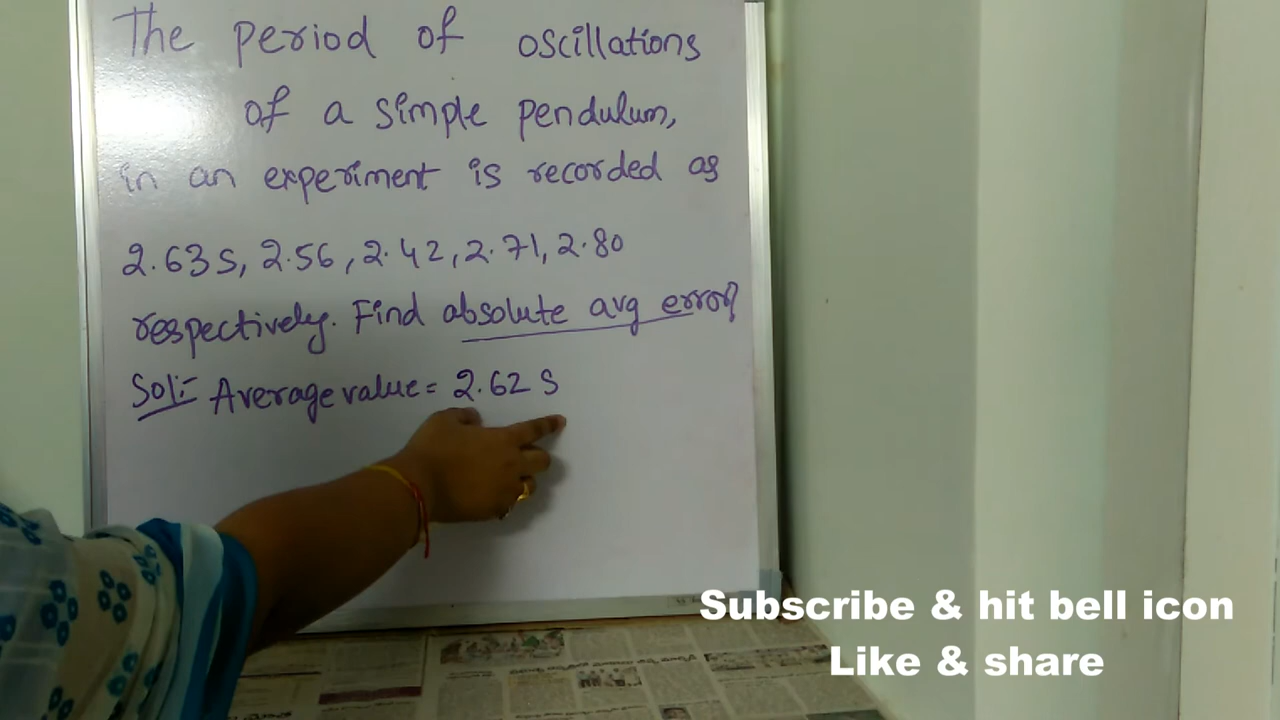 The period of oscillations
of a simple pendulum,
in an experiment is recorded as
2.63 s, 2.56, 2.42, 2.71, 2.80
respectively. Find absolute avg error?
Sol:- Average value = 2.62 s
Subscribe & hit bell icon
Like & share